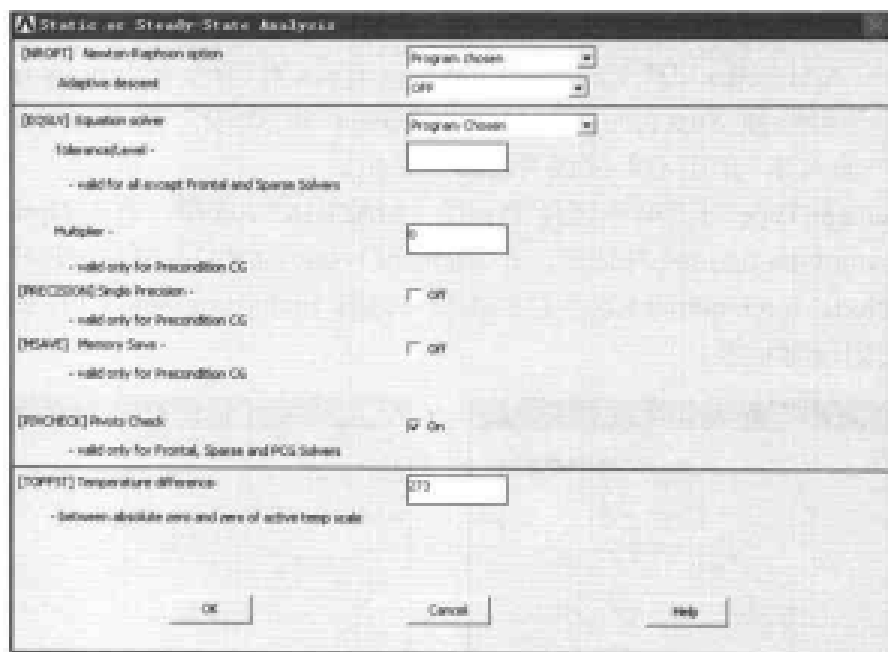 Static or Steady-State Analysis
[NROPT] Newton-Raphson option
Program chosen
Adaptive descent
OFF
[EQSLV] Equation solver
Program Chosen
Tolerance/Level -
- valid for all except Frontal and Sparse Solvers
Multiplier -
0
- valid only for Precondition CG
[PRECISION] Single Precision -
Off
- valid only for Precondition CG
[MSAVE] Memory Save -
Off
- valid only for Precondition CG
[PIVCHECK] Pivots Check
On
- valid only for Frontal, Sparse and PCG Solvers
[TOFFST] Temperature difference-
273
- between absolute zero and zero of active temp scale
OK
Cancel
Help